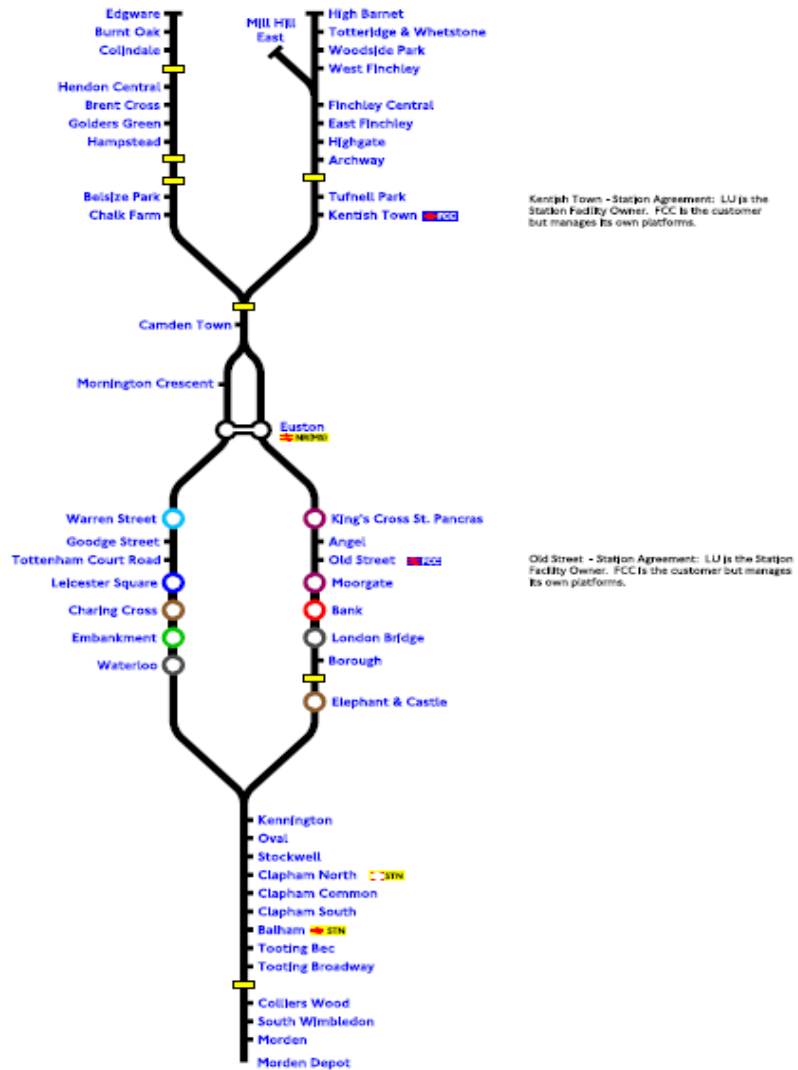 Edgware
Burnt Oak
Colindale
Hendon Central
Brent Cross
Golders Green
Hampstead
Belsize Park
Chalk Farm
Mill Hill
East
High Barnet
Totteridge & Whetstone
Woodside Park
West Finchley
Finchley Central
East Finchley
Highgate
Archway
Tufnell Park
Kentish Town FCC
Kentish Town - Station Agreement: LU is the
Station Facility Owner. FCC is the customer
but manages its own platforms.
Camden Town
Mornington Crescent
Euston
Warren Street
Goodge Street
Tottenham Court Road
Leicester Square
Charing Cross
Embankment
Waterloo
King's Cross St. Pancras
Angel
Old Street FCC
Moorgate
Bank
London Bridge
Borough
Elephant & Castle
Old Street - Station Agreement: LU is the Station
Facility Owner. FCC is the customer but manages
its own platforms.
Kennington
Oval
Stockwell
Clapham North STN
Clapham Common
Clapham South
Balham STN
Tooting Bec
Tooting Broadway
Colliers Wood
South Wimbledon
Morden
Morden Depot